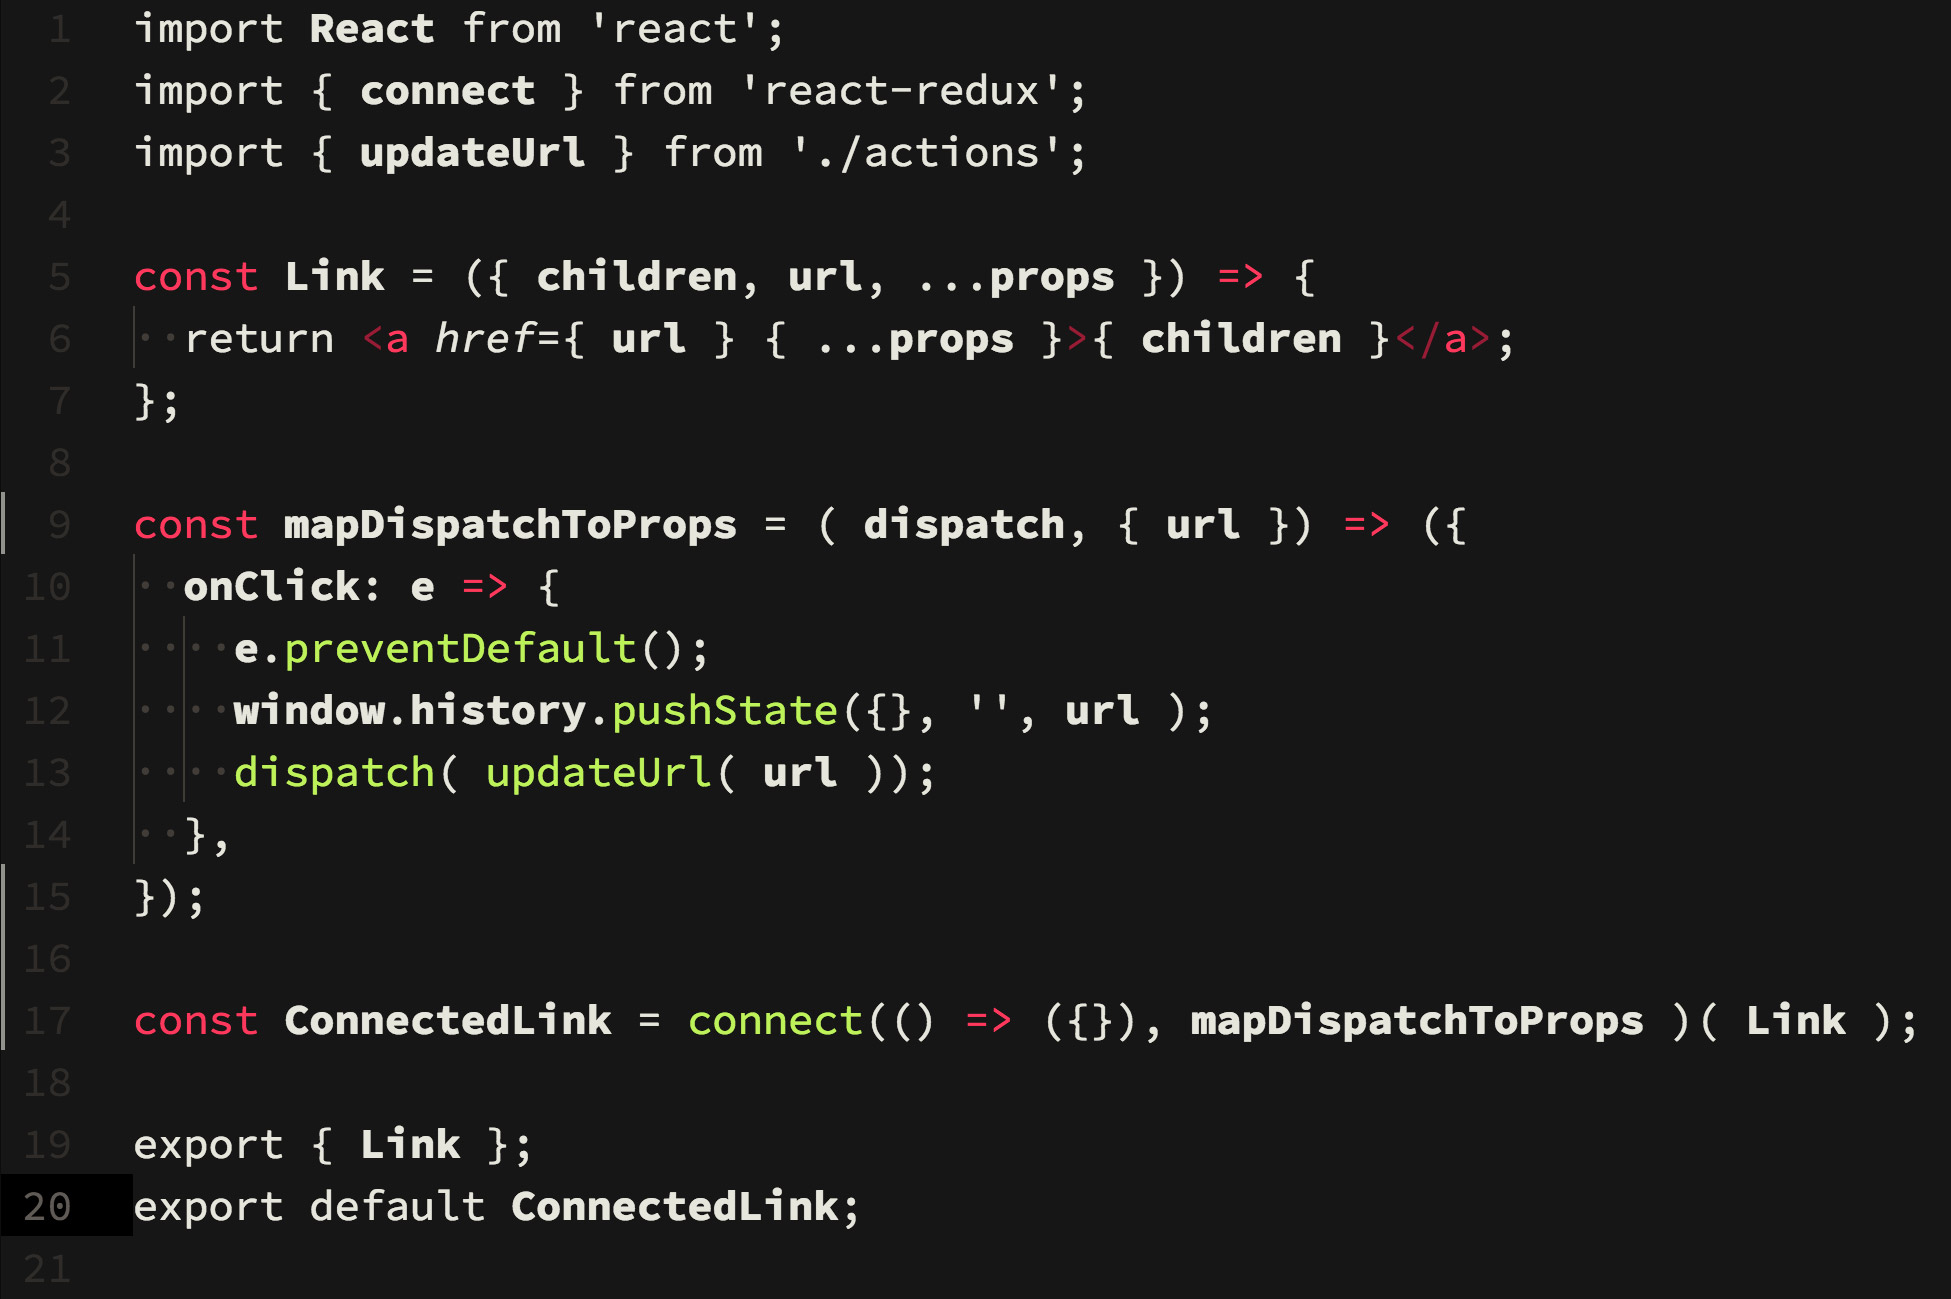 1 import React from 'react';
2 import { connect } from 'react-redux';
3 import { updateUrl } from './actions';
4
5 const Link = ({ children, url, ...props }) => {
6 ··return <a href={ url } { ...props }>{ children }</a>;
7 };
8
9 const mapDispatchToProps = ( dispatch, { url }) => ({
10 ··onClick: e => {
11 ····e.preventDefault();
12 ····window.history.pushState({}, '', url );
13 ····dispatch( updateUrl( url ));
14 ··},
15 });
16
17 const ConnectedLink = connect(() => ({}), mapDispatchToProps )( Link );
18
19 export { Link };
20 export default ConnectedLink;
21